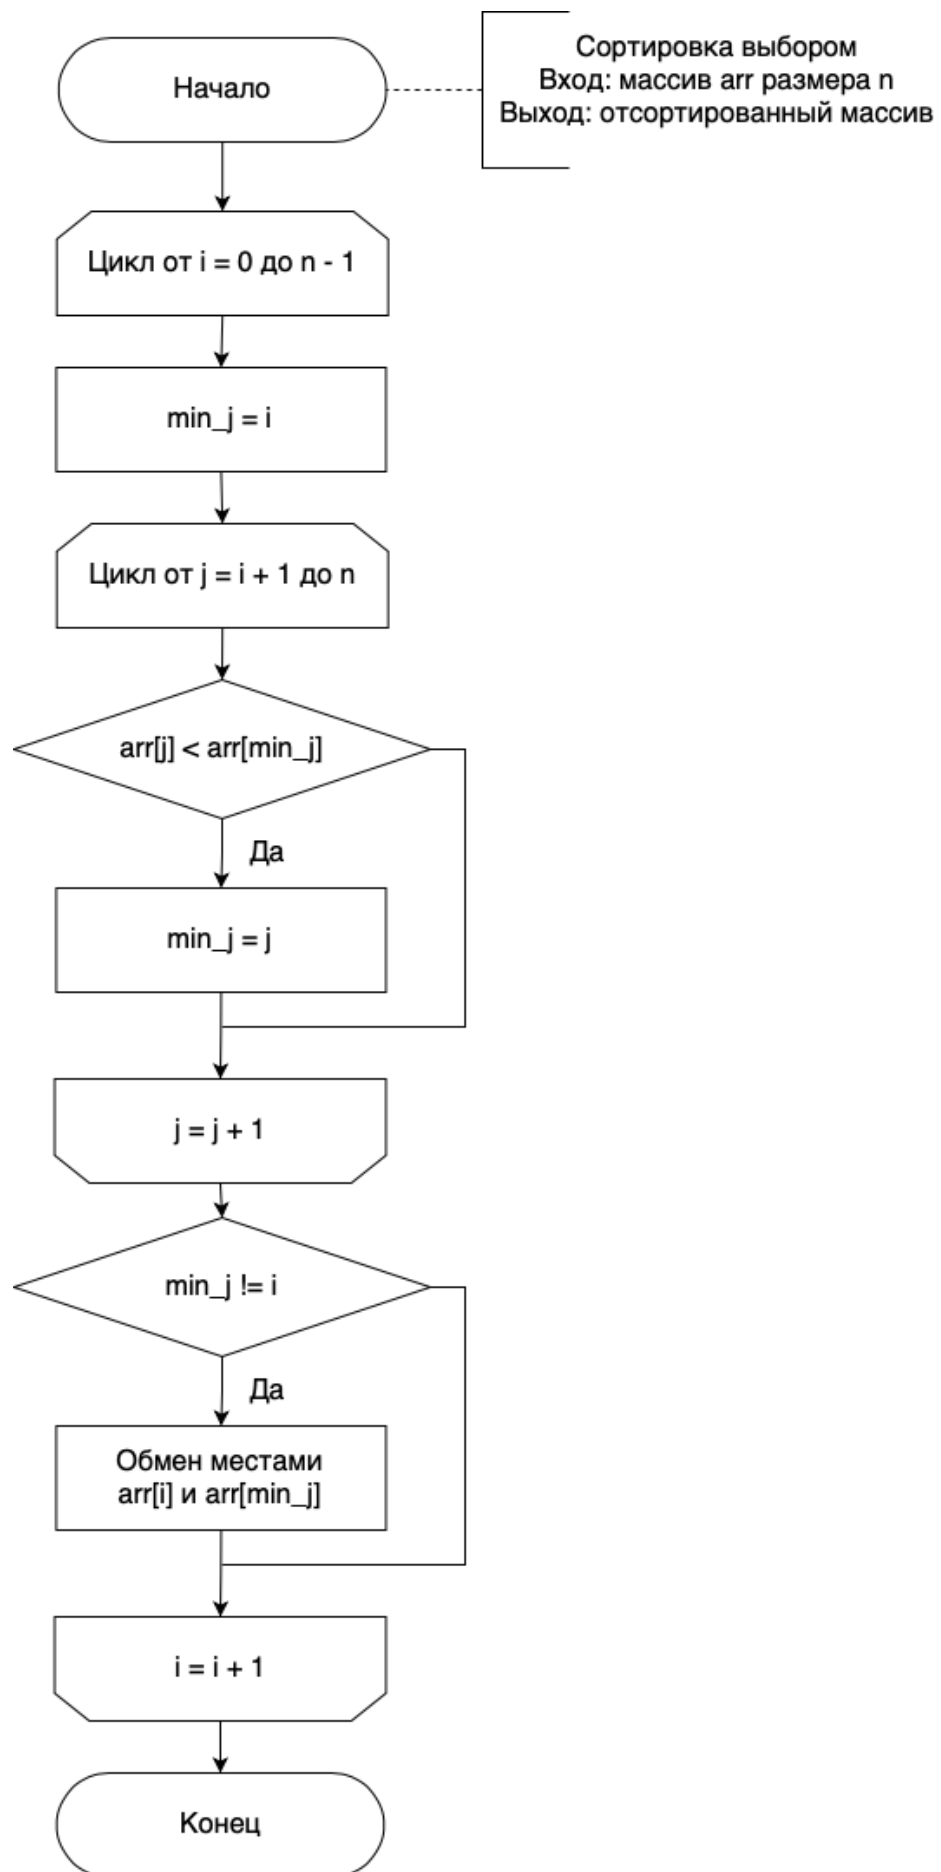 Начало
Сортировка выбором
Вход: массив arr размера n
Выход: отсортированный массив
Цикл от i = 0 до n - 1
min_j = i
Цикл от j = i + 1 до n
arr[j] < arr[min_j]
Да
min_j = j
j = j + 1
min_j != i
Да
Обмен местами
arr[i] и arr[min_j]
i = i + 1
Конец